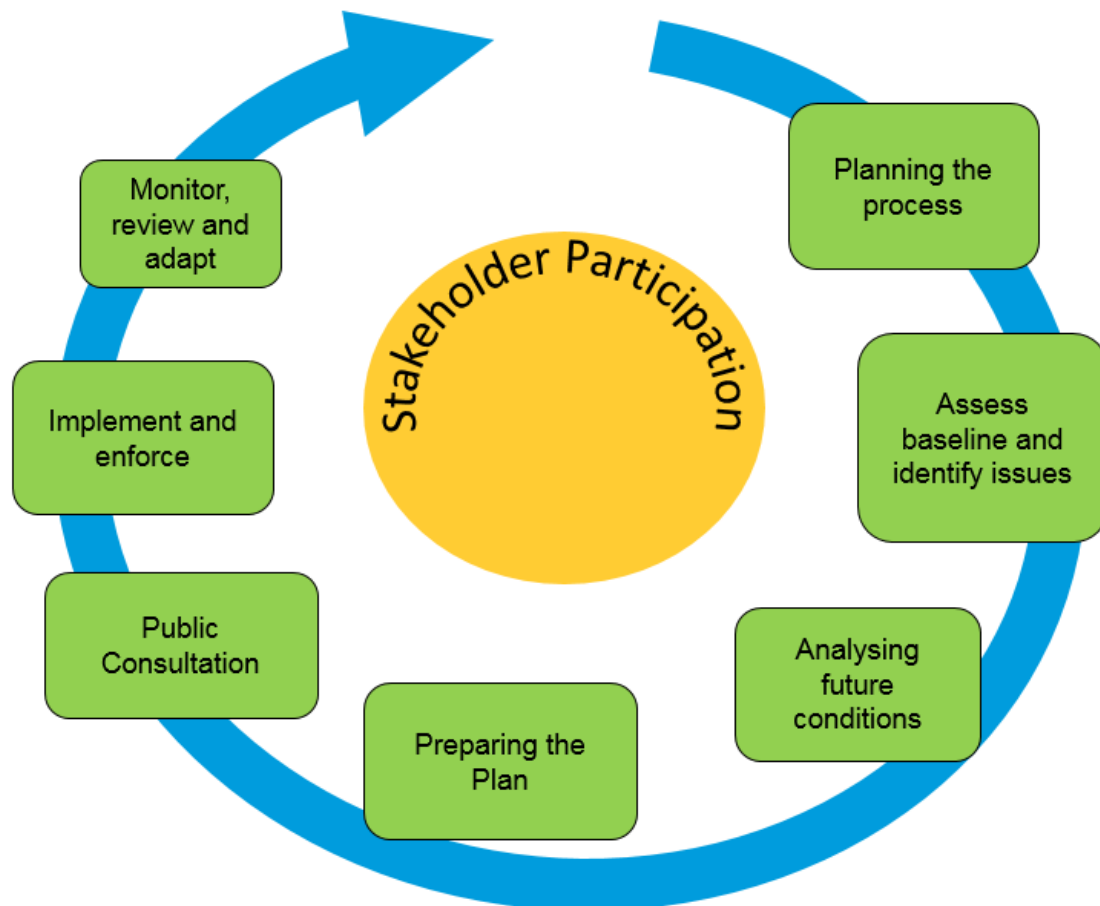 Planning the
process
Assess
baseline and
identify issues
Analysing
future
conditions
Preparing the
Plan
Public
Consultation
Implement and
enforce
Monitor,
review and
adapt
Stakeholder Participation